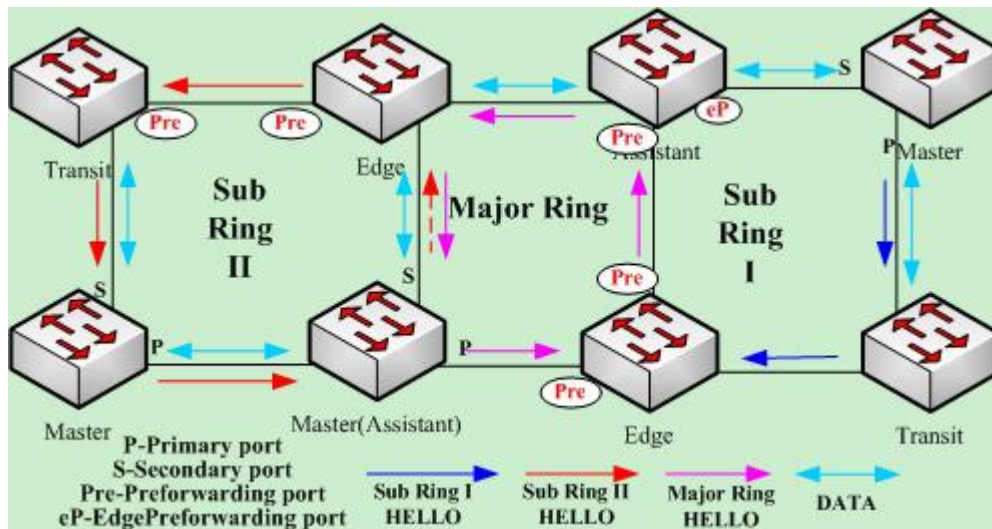 S
Pre
Pre
eP
Pre
Assistant
Transit
Edge
P
Master
Sub
Ring
II
Major Ring
Sub
Ring
I
S
S
Pre
P
P
Pre
Master
Master(Assistant)
Edge
Transit
P-Primary port
S-Secondary port
Pre-Preforwarding port
eP-EdgePreforwarding port
Sub Ring I
HELLO
Sub Ring II
HELLO
Major Ring
HELLO
DATA